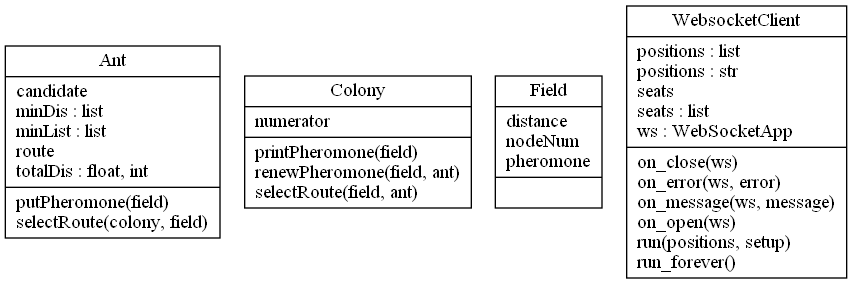 Ant
candidate
minDis : list
minList : list
route
totalDis : float, int
putPheromone(field)
selectRoute(colony, field)
Colony
numerator
printPheromone(field)
renewPheromone(field, ant)
selectRoute(field, ant)
Field
distance
nodeNum
pheromone
WebsocketClient
positions : list
positions : str
seats
seats : list
ws : WebSocketApp
on_close(ws)
on_error(ws, error)
on_message(ws, message)
on_open(ws)
run(positions, setup)
run_forever()